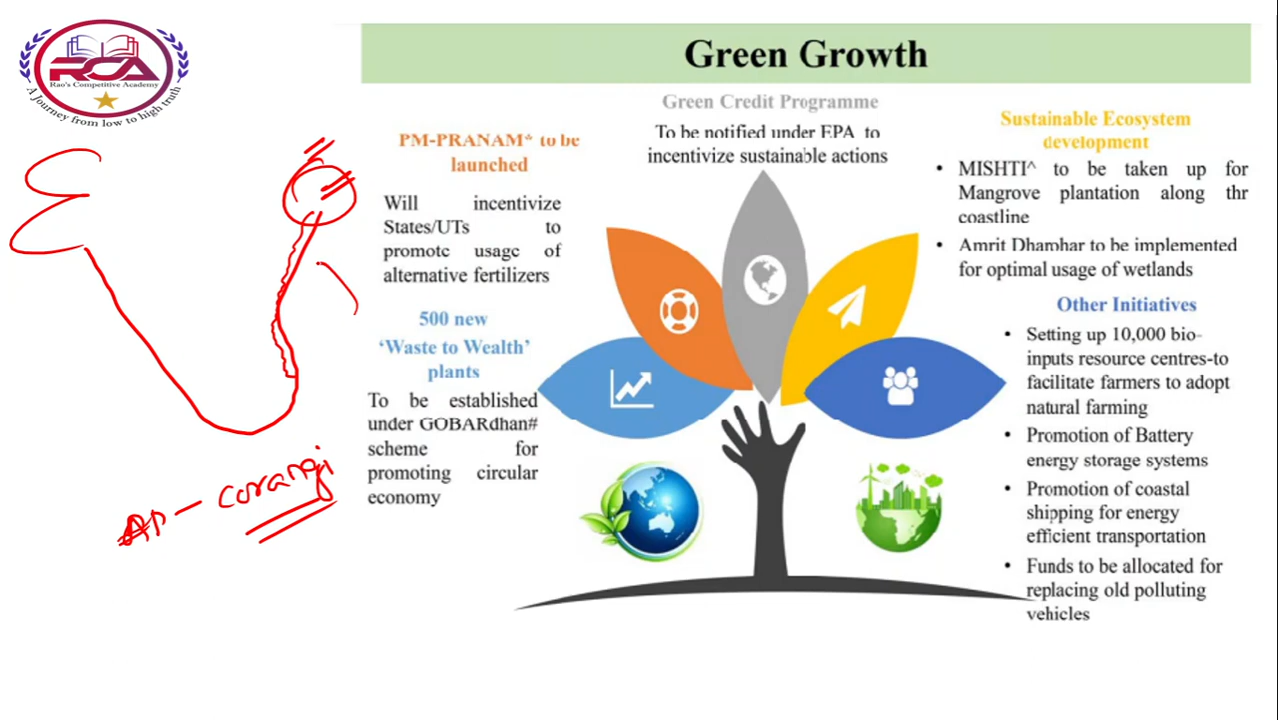 RCA
Rao's Competitive Academy
A Journey from low to high truth
Green Growth
Green Credit Programme
To be notified under EPA to
incentivize sustainable actions
PM-PRANAM* to be
launched
Will incentivize
States/UTs to
promote usage of
alternative fertilizers
500 new
‘Waste to Wealth’
plants
To be established
under GOBARdhan#
scheme for
promoting circular
economy
Sustainable Ecosystem
development
• MISHTI^ to be taken up for
Mangrove plantation along thr
coastline
• Amrit Dharohar to be implemented
for optimal usage of wetlands
Other Initiatives
• Setting up 10,000 bio-
inputs resource centres-to
facilitate farmers to adopt
natural farming
• Promotion of Battery
energy storage systems
• Promotion of coastal
shipping for energy
efficient transportation
• Funds to be allocated for
replacing old polluting
vehicles
AP - corangi